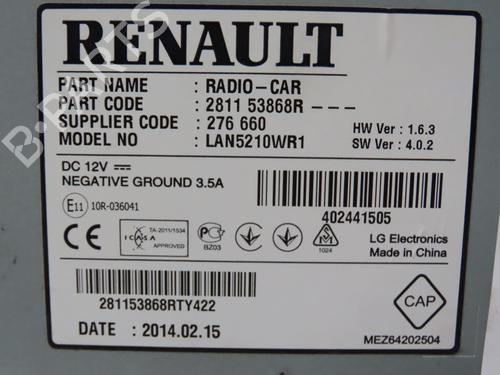 RENAULT
PART NAME : RADIO-CAR
PART CODE : 2811 53868R - - -
SUPPLIER CODE : 276 660
MODEL NO : LAN5210WR1
HW Ver : 1.6.3
SW Ver : 4.0.2
DC 12V
NEGATIVE GROUND 3.5A
402441505
E11 10R-036041
ICASA
TA-2011/1534
APPROVED
BZ03
1024
LG Electronics
Made in China
281153868RTY422
DATE : 2014.02.15
CAP
MEZ64202504
B-PARTS